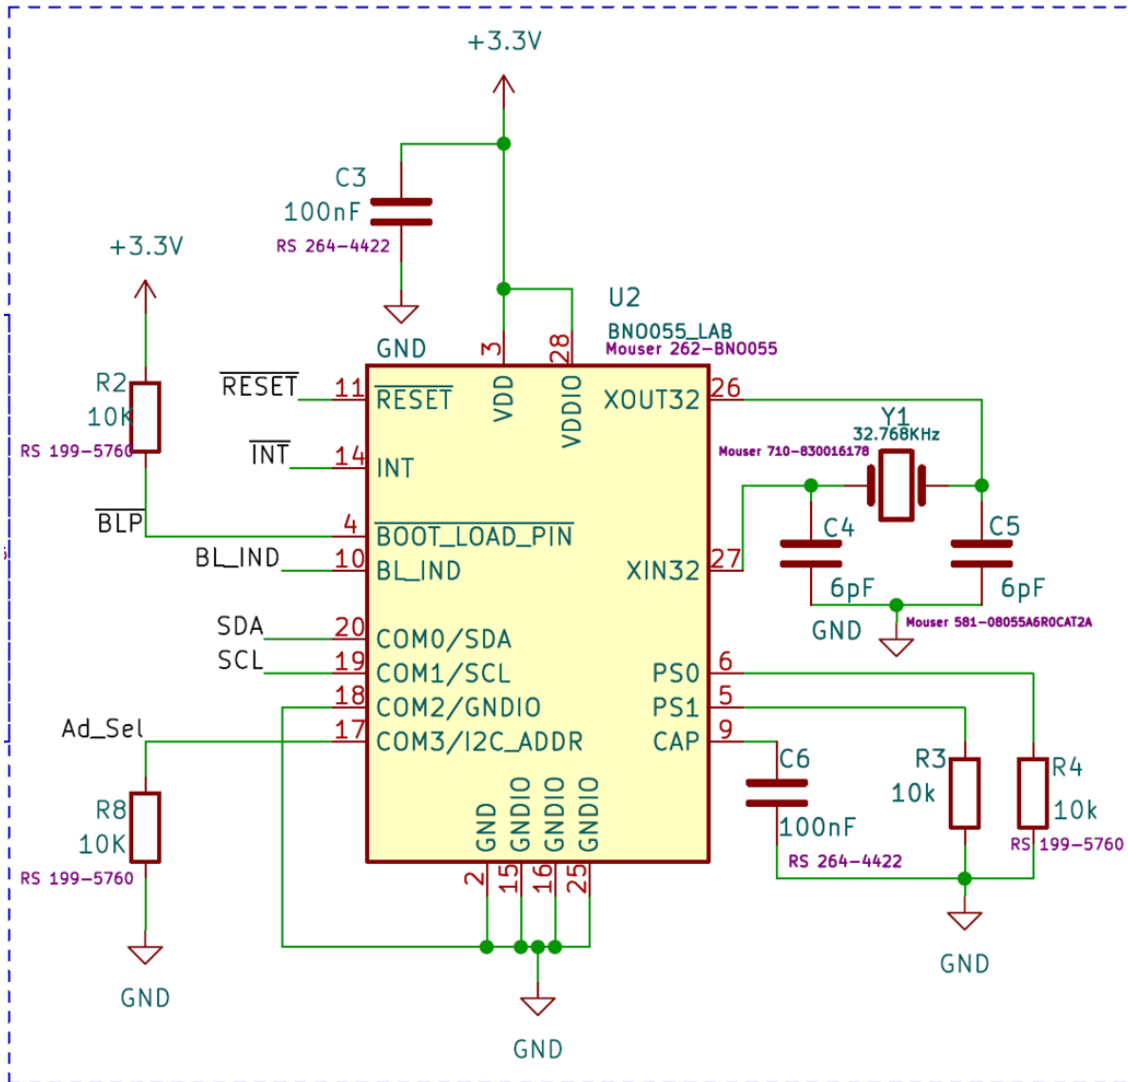 +3.3V
C3
100nF
RS 264-4422
GND
+3.3V
R2
10K
RS 199-5760
BLP
RESET
INT
BL_IND
SDA
SCL
Ad_Sel
R8
10K
RS 199-5760
GND
U2
BNO055_LAB
Mouser 262-BNO055
3
28
VDD
VDDIO
11
RESET
14
INT
4
BOOT_LOAD_PIN
10
BL_IND
20
COM0/SDA
19
COM1/SCL
18
COM2/GNDIO
17
COM3/I2C_ADDR
XOUT32
26
XIN32
27
PS0
6
PS1
5
CAP
9
GND
GNDIO
GNDIO
GNDIO
2
15
16
25
GND
Y1
32.768KHz
Mouser 710-830016178
C4
6pF
C5
6pF
GND
Mouser 581-08055A6R0CAT2A
C6
100nF
RS 264-4422
R3
10k
R4
10k
RS 199-5760
GND